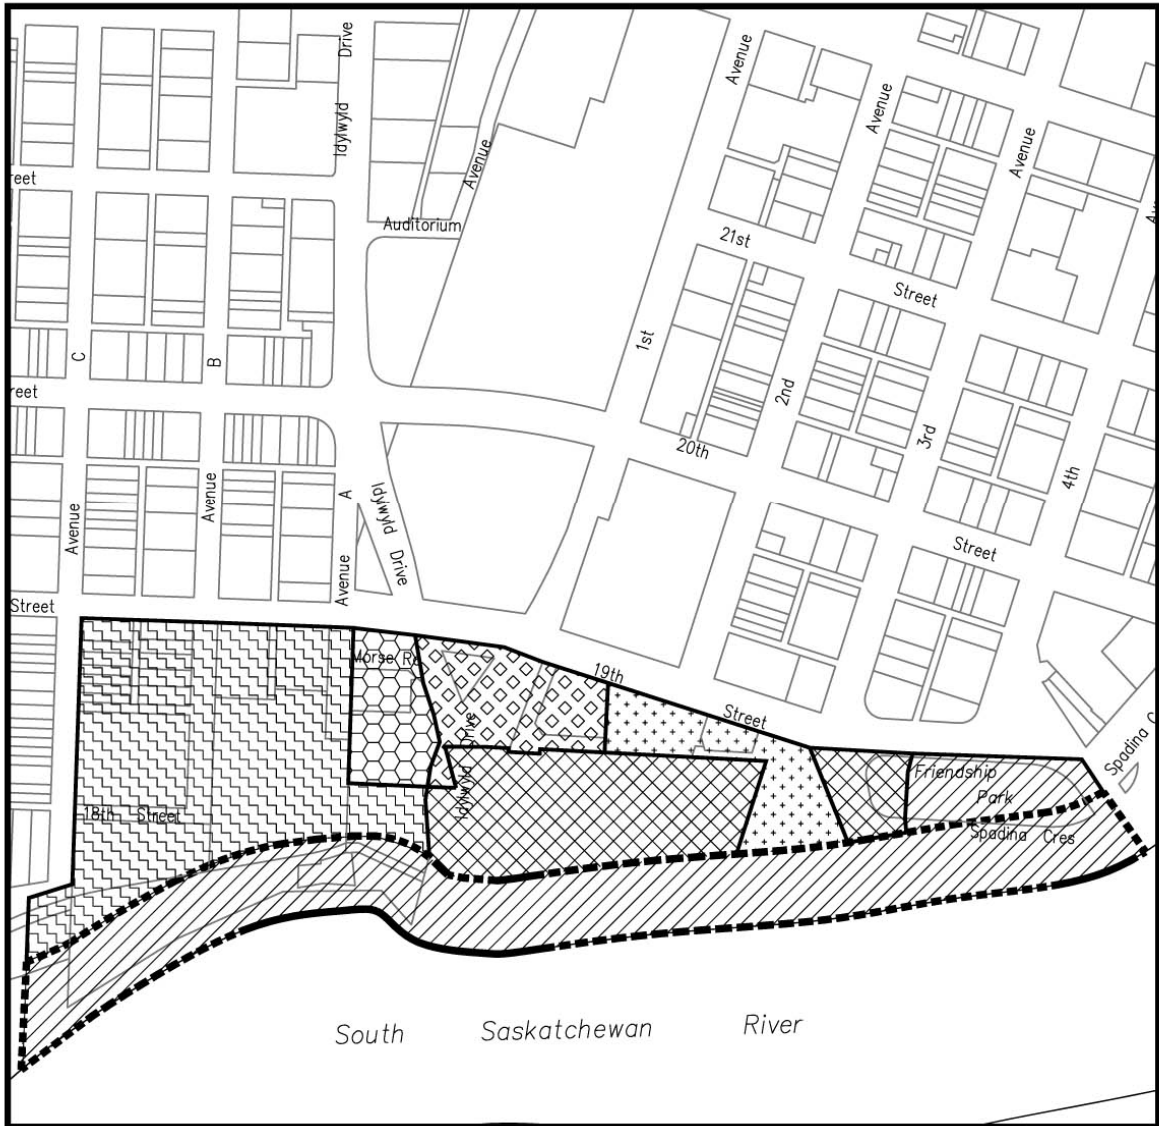 Drive
Idylwyld
Avenue
Avenue
Avenue
Avenue
reet
Auditorium
21st
Street
1st
C
B
2nd
reet
20th
3rd
4th
Avenue
Avenue
A
Idylwyld Drive
Avenue
Street
Street
Morse
19th
Street
Idylwyld Drive
Friendship
Park
Spadina Cres
Spadina C
18th Street
South Saskatchewan River